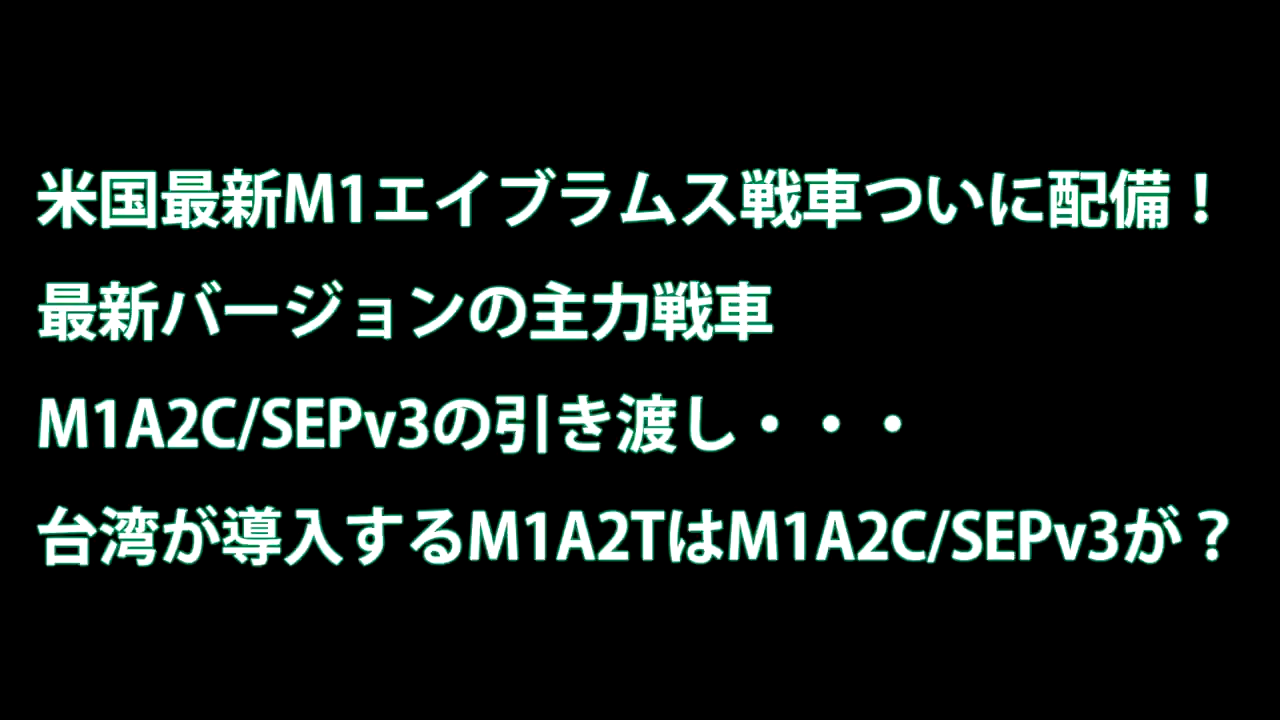 米国最新M1エイブラムス戦車ついに配備！
最新バージョンの主力戦車
M1A2C/SEPv3の引き渡し・・・
台湾が導入するM1A2TはM1A2C/SEPv3が？